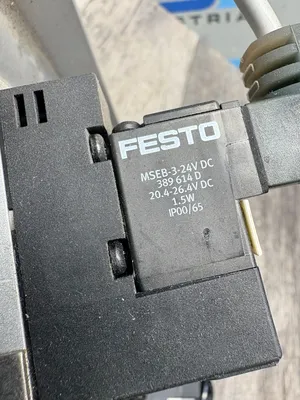 FESTO
MSEB-3-24V DC
389 614 D
20.4-26.4V DC
1.5W
IP00/65